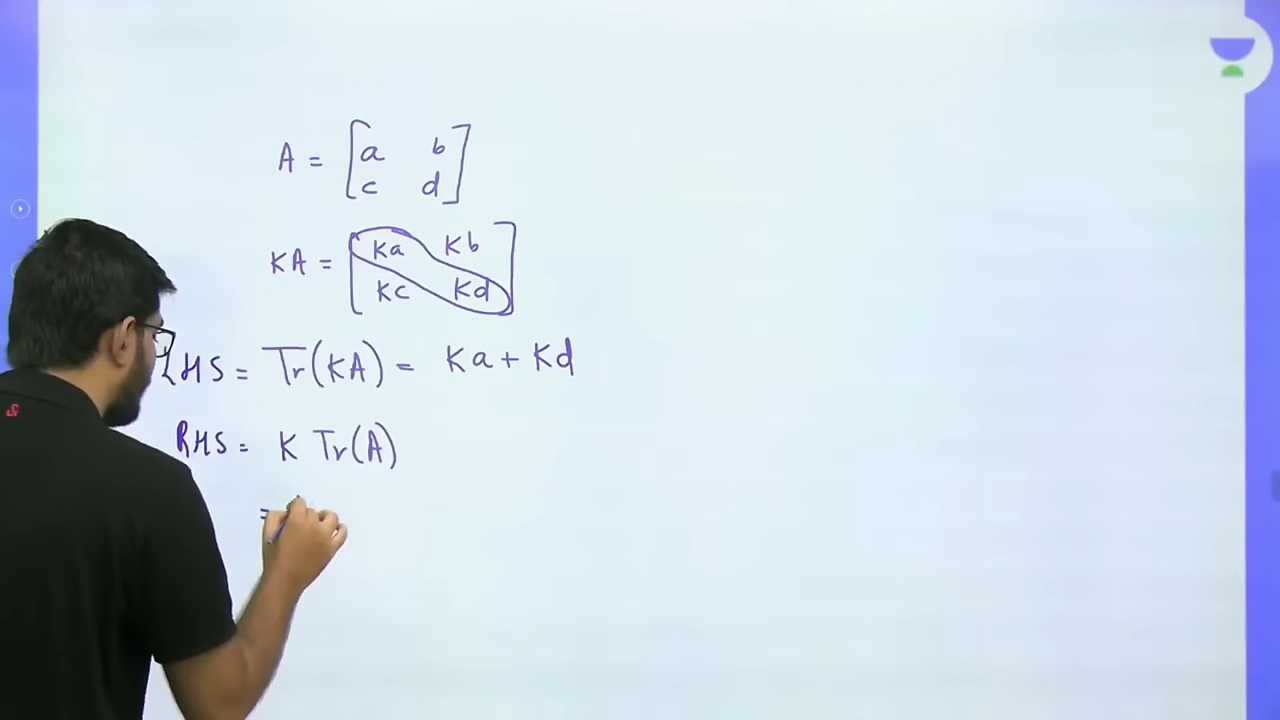 A = [a b
c d]
KA = [Ka Kb
Kc Kd]
LHS = Tr(KA) = Ka + Kd
RHS = K Tr(A)
=